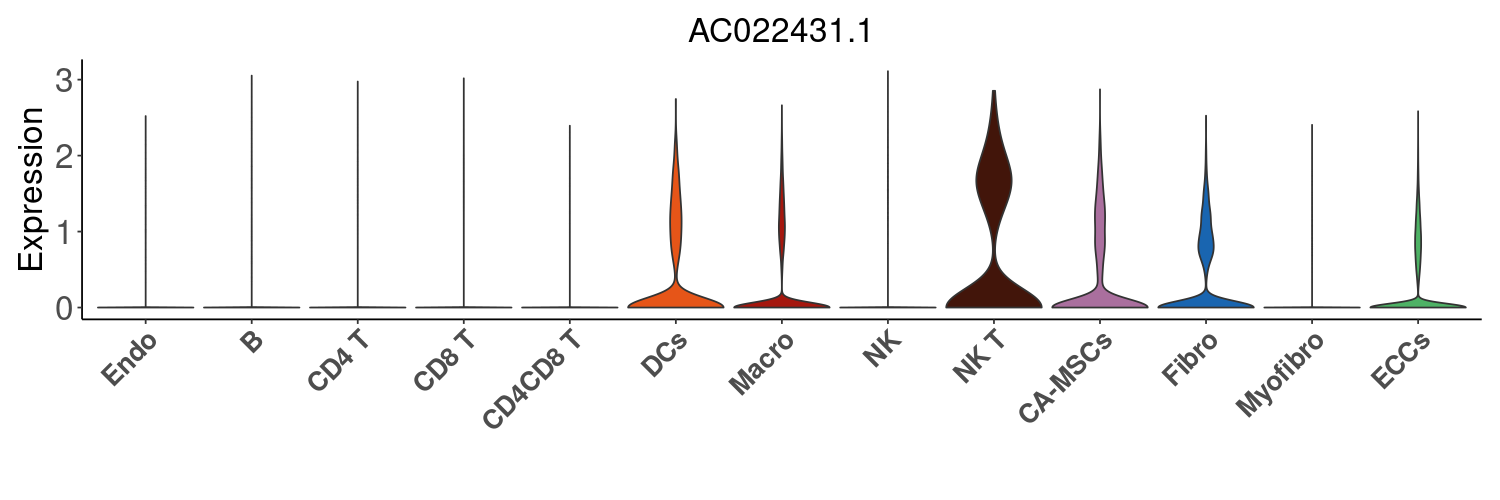 AC022431.1
Expression
3
2
1
0
Endo
B
CD4 T
CD8 T
CD4CD8 T
DCs
Macro
NK
NK T
CA-MSCs
Fibro
Myofibro
ECCs